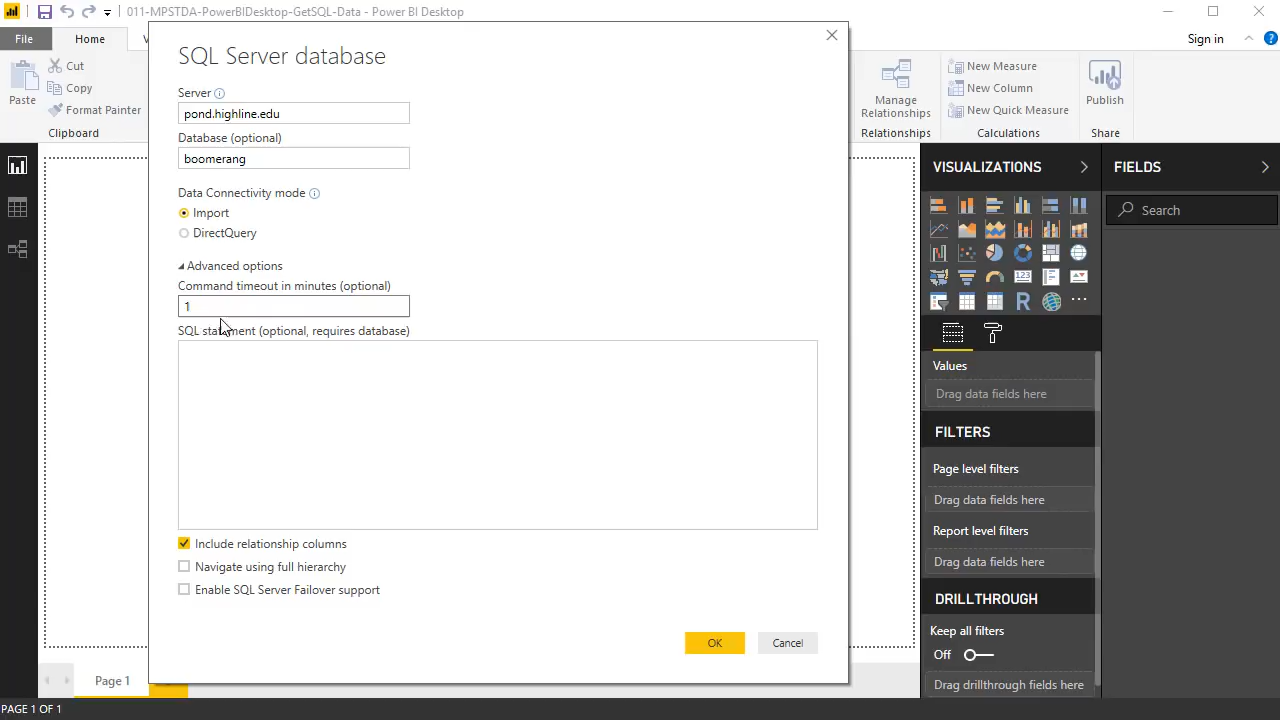 011-MPSTDA-PowerBIDesktop-GetSQL-Data - Power BI Desktop
File
Home
Sign in
Cut
Copy
Format Painter
Paste
Clipboard
Manage
Relationships
Relationships
New Measure
New Column
New Quick Measure
Calculations
Publish
Share
SQL Server database
Server
pond.highline.edu
Database (optional)
boomerang
Data Connectivity mode
Import
DirectQuery
Advanced options
Command timeout in minutes (optional)
1
SQL statement (optional, requires database)
Include relationship columns
Navigate using full hierarchy
Enable SQL Server Failover support
OK
Cancel
VISUALIZATIONS
123
R
Values
Drag data fields here
FILTERS
Page level filters
Drag data fields here
Report level filters
Drag data fields here
DRILLTHROUGH
Keep all filters
Off
Drag drillthrough fields here
FIELDS
Search
Page 1
PAGE 1 OF 1